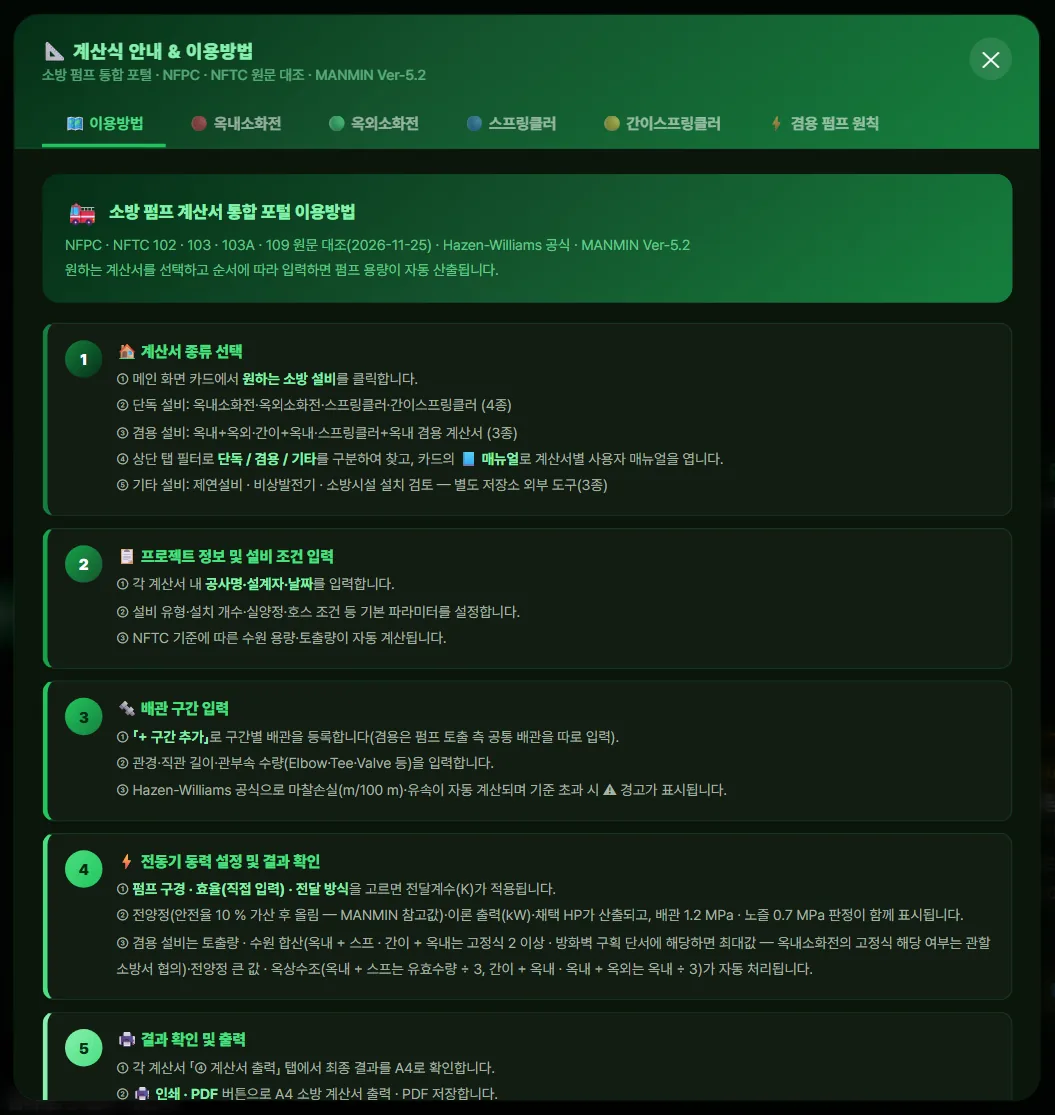 📐 계산식 안내 & 이용방법
소방 펌프 통합 포털 · NFPC · NFTC 원문 대조 · MANMIN Ver-5.2
🗺️ 이용방법 🔴 옥내소화전 🟢 옥외소화전 🔵 스프링클러 🟡 간이스프링클러 ⚡ 겸용 펌프 원칙
🚒 소방 펌프 계산서 통합 포털 이용방법
NFPC · NFTC 102 · 103 · 103A · 109 원문 대조(2026-11-25) · Hazen-Williams 공식 · MANMIN Ver-5.2
원하는 계산서를 선택하고 순서에 따라 입력하면 펌프 용량이 자동 산출됩니다.
1
🏠 계산서 종류 선택
① 메인 화면 카드에서 원하는 소방 설비를 클릭합니다.
② 단독 설비: 옥내소화전·옥외소화전·스프링클러·간이스프링클러 (4종)
③ 겸용 설비: 옥내+옥외·간이+옥내·스프링클러+옥내 겸용 계산서 (3종)
④ 상단 탭 필터로 단독 / 겸용 / 기타를 구분하여 찾고, 카드의 📘 매뉴얼로 계산서별 사용자 매뉴얼을 엽니다.
⑤ 기타 설비: 제연설비 · 비상발전기 · 소방시설 설치 검토 — 별도 저장소 외부 도구(3종)
2
📋 프로젝트 정보 및 설비 조건 입력
① 각 계산서 내 공사명·설계자·날짜를 입력합니다.
② 설비 유형·설치 개수·실양정·호스 조건 등 기본 파라미터를 설정합니다.
③ NFTC 기준에 따른 수원 용량·토출량이 자동 계산됩니다.
3
🔩 배관 구간 입력
① 「+ 구간 추가」로 구간별 배관을 등록합니다(겸용은 펌프 토출 측 공통 배관을 따로 입력).
② 관경·직관 길이·관부속 수량(Elbow·Tee·Valve 등)을 입력합니다.
③ Hazen-Williams 공식으로 마찰손실(m/100 m)·유속이 자동 계산되며 기준 초과 시 ⚠ 경고가 표시됩니다.
4
⚡ 전동기 동력 설정 및 결과 확인
① 펌프 구경 · 효율(직접 입력) · 전달 방식을 고르면 전달계수(K)가 적용됩니다.
② 전양정(안전율 10 % 가산 후 올림 — MANMIN 참고값)·이론 출력(kW)·채택 HP가 산출되고, 배관 1.2 MPa · 노즐 0.7 MPa 판정이 함께 표시됩니다.
③ 겸용 설비는 토출량 · 수원 합산(옥내 + 스프 · 간이 + 옥내는 고정식 2 이상 · 방화벽 구획 단서에 해당하면 최대값 — 옥내소화전의 고정식 해당 여부는 관할
소방서 협의)·전양정 큰 값 · 옥상수조(옥내 + 스프는 유효수량 ÷ 3, 간이 + 옥내 · 옥내 + 옥외는 옥내 ÷ 3)가 자동 처리됩니다.
5
🖨️ 결과 확인 및 출력
① 각 계산서 「④ 계산서 출력」 탭에서 최종 결과를 A4로 확인합니다.
② 🖨️ 인쇄 · PDF 버튼으로 A4 소방 계산서 출력 · PDF 저장합니다.